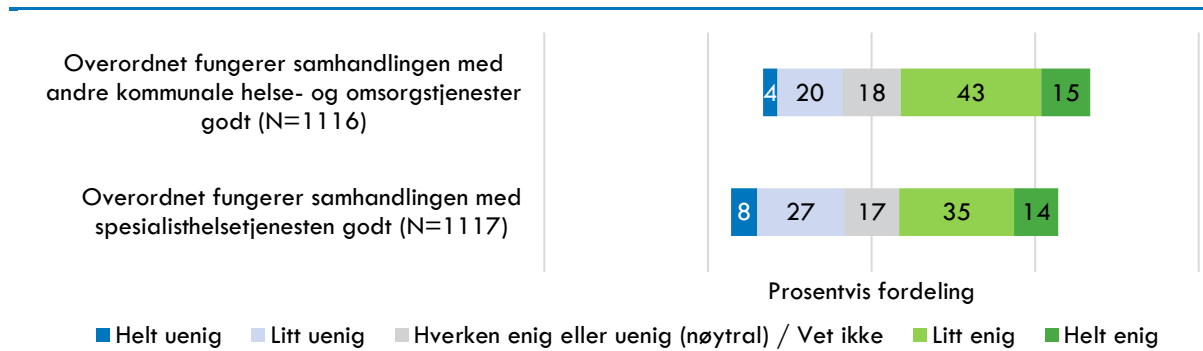 Overordnet fungerer samhandlingen med
andre kommunale helse- og omsorgstjenester
godt (N=1116)
4 20 18 43 15
Overordnet fungerer samhandlingen med
spesialisthelsetjenesten godt (N=1117)
8 27 17 35 14
Prosentvis fordeling
Helt uenig Litt uenig Hverken enig eller uenig (nøytral) / Vet ikke Litt enig Helt enig